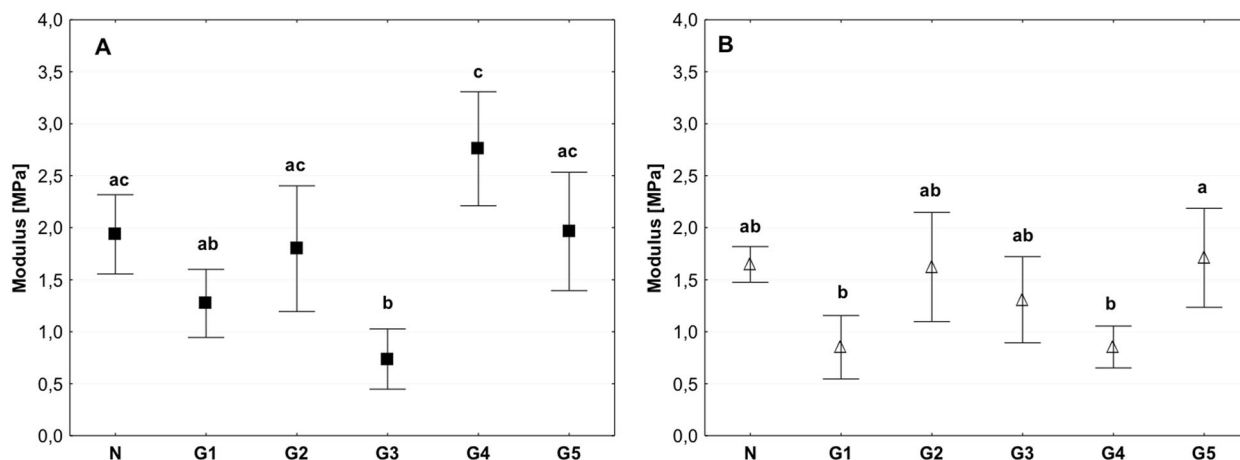 A
Modulus [MPa]
4,0
3,5
3,0
2,5
2,0
1,5
1,0
0,5
0,0
ac
ab
ac
b
c
ac
N G1 G2 G3 G4 G5
B
Modulus [MPa]
4,0
3,5
3,0
2,5
2,0
1,5
1,0
0,5
0,0
ab
b
ab
ab
b
a
N G1 G2 G3 G4 G5